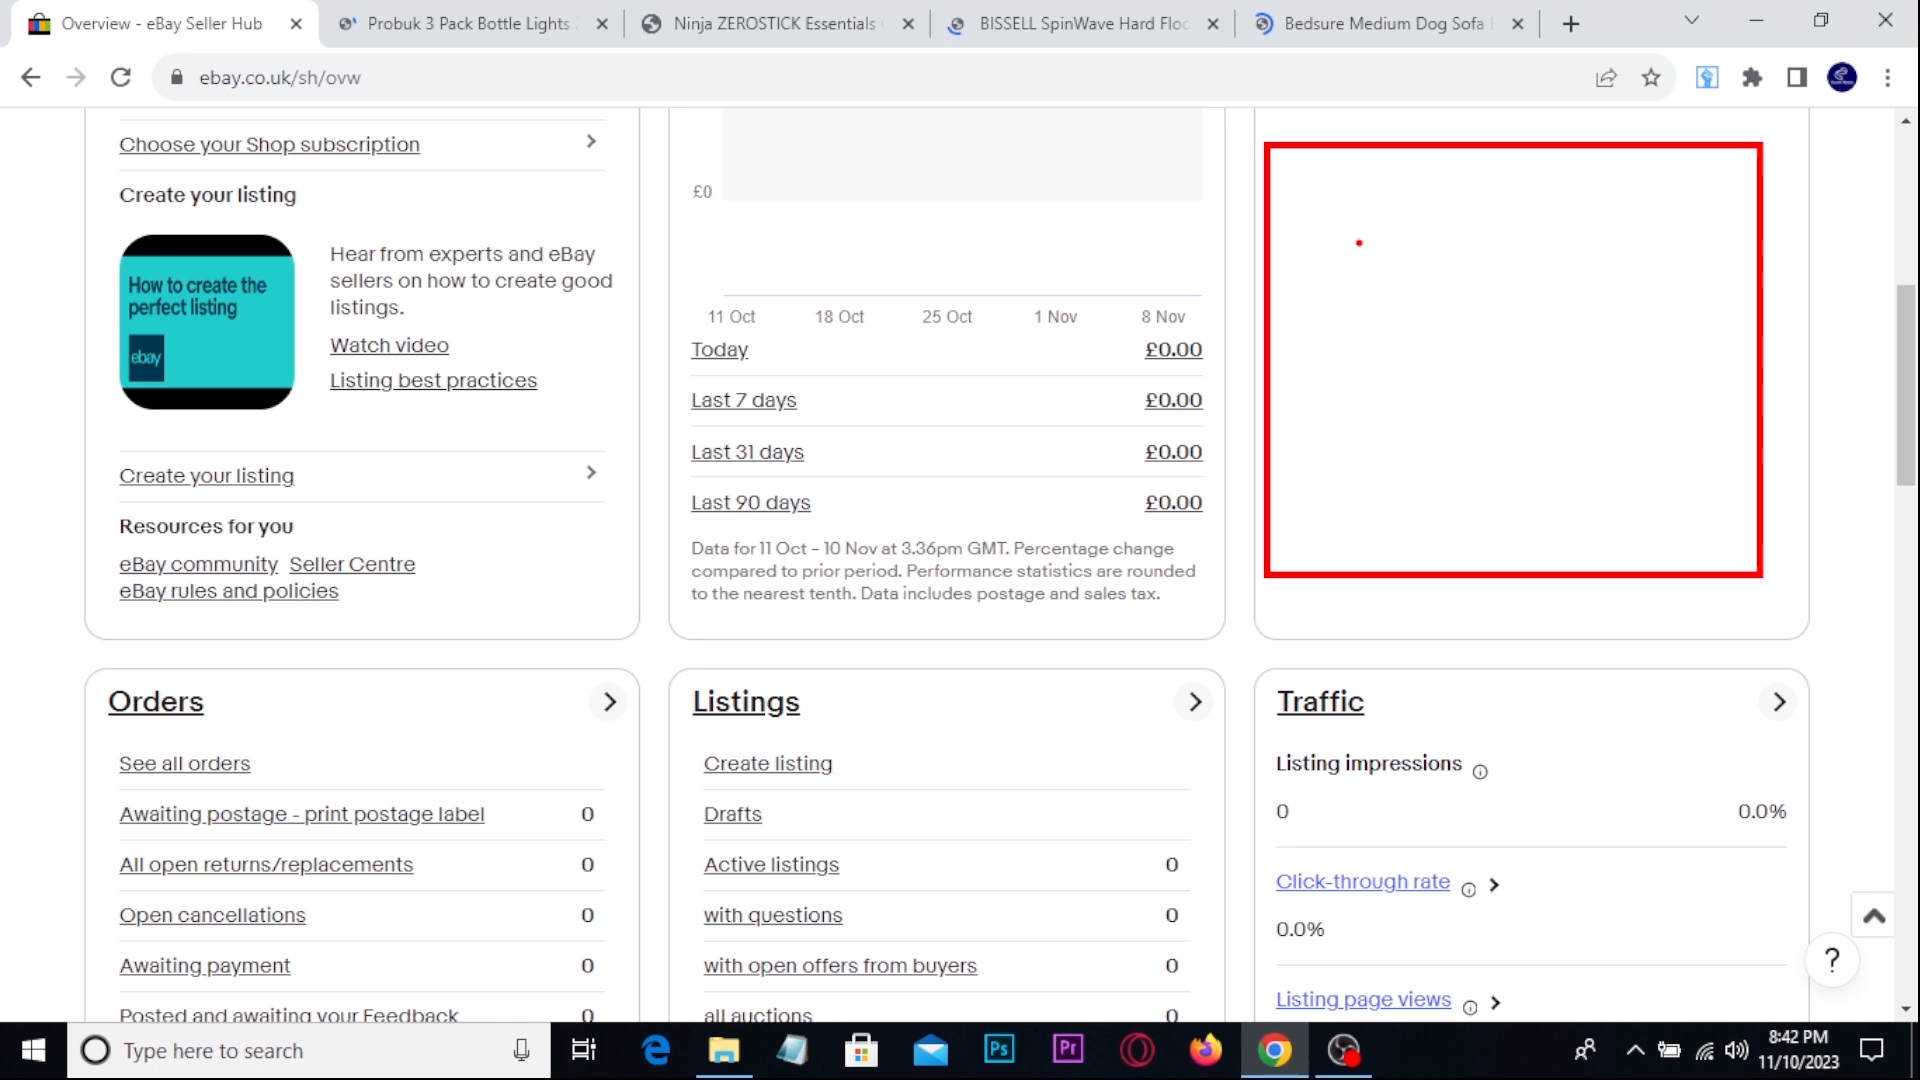 Overview - eBay Seller Hub
Probuk 3 Pack Bottle Lights
Ninja ZEROSTICK Essentials
BISSELL SpinWave Hard Floo
Bedsure Medium Dog Sofa
ebay.co.uk/sh/ovw
Choose your Shop subscription
Create your listing
How to create the
perfect listing
ebay
Hear from experts and eBay
sellers on how to create good
listings.
Watch video
Listing best practices
Create your listing
Resources for you
eBay community Seller Centre
eBay rules and policies
£0
11 Oct 18 Oct 25 Oct 1 Nov 8 Nov
Today £0.00
Last 7 days £0.00
Last 31 days £0.00
Last 90 days £0.00
Data for 11 Oct - 10 Nov at 3.36pm GMT. Percentage change
compared to prior period. Performance statistics are rounded
to the nearest tenth. Data includes postage and sales tax.
Orders
See all orders
Awaiting postage - print postage label 0
All open returns/replacements 0
Open cancellations 0
Awaiting payment 0
Posted and awaiting your Feedback 0
Listings
Create listing
Drafts
Active listings 0
with questions 0
with open offers from buyers 0
all auctions 0
Traffic
Listing impressions
0 0.0%
Click-through rate
0.0%
Listing page views
?
Type here to search
Ps
Pr
8:42 PM
11/10/2023